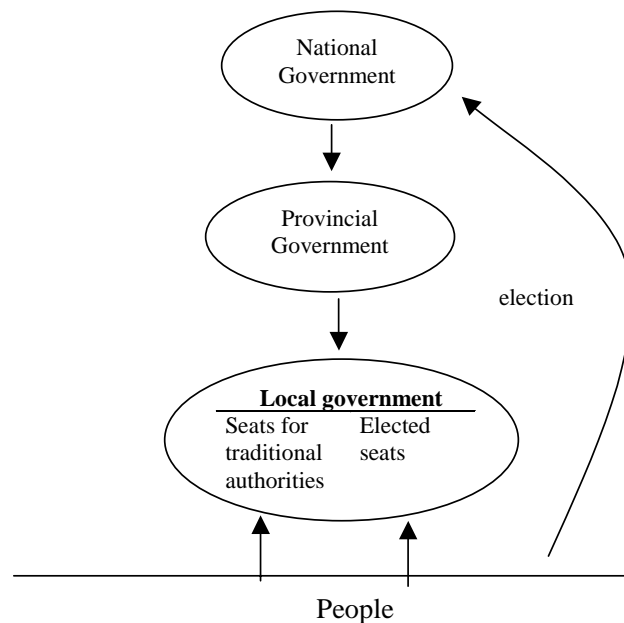 National
Government
Provincial
Government
election
Local government
Seats for
traditional
authorities
Elected
seats
People